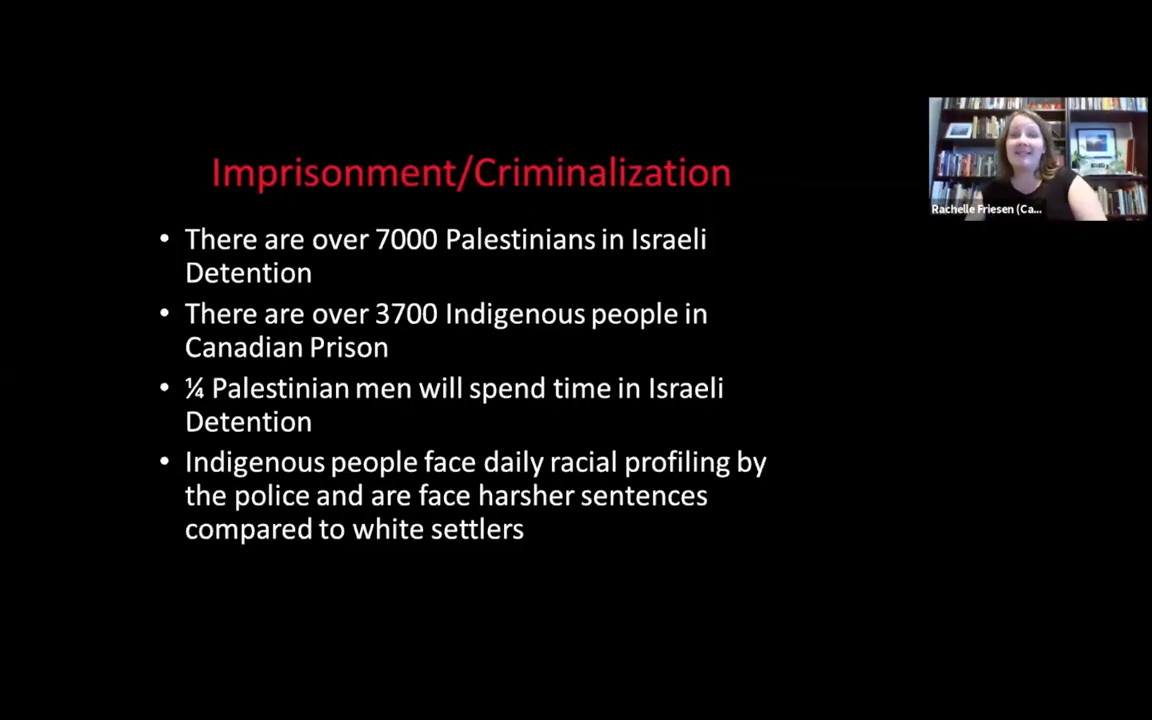 Imprisonment/Criminalization
• There are over 7000 Palestinians in Israeli
Detention
• There are over 3700 Indigenous people in
Canadian Prison
• ¼ Palestinian men will spend time in Israeli
Detention
• Indigenous people face daily racial profiling by
the police and are face harsher sentences
compared to white settlers
Rachelle Friesen (Ca...